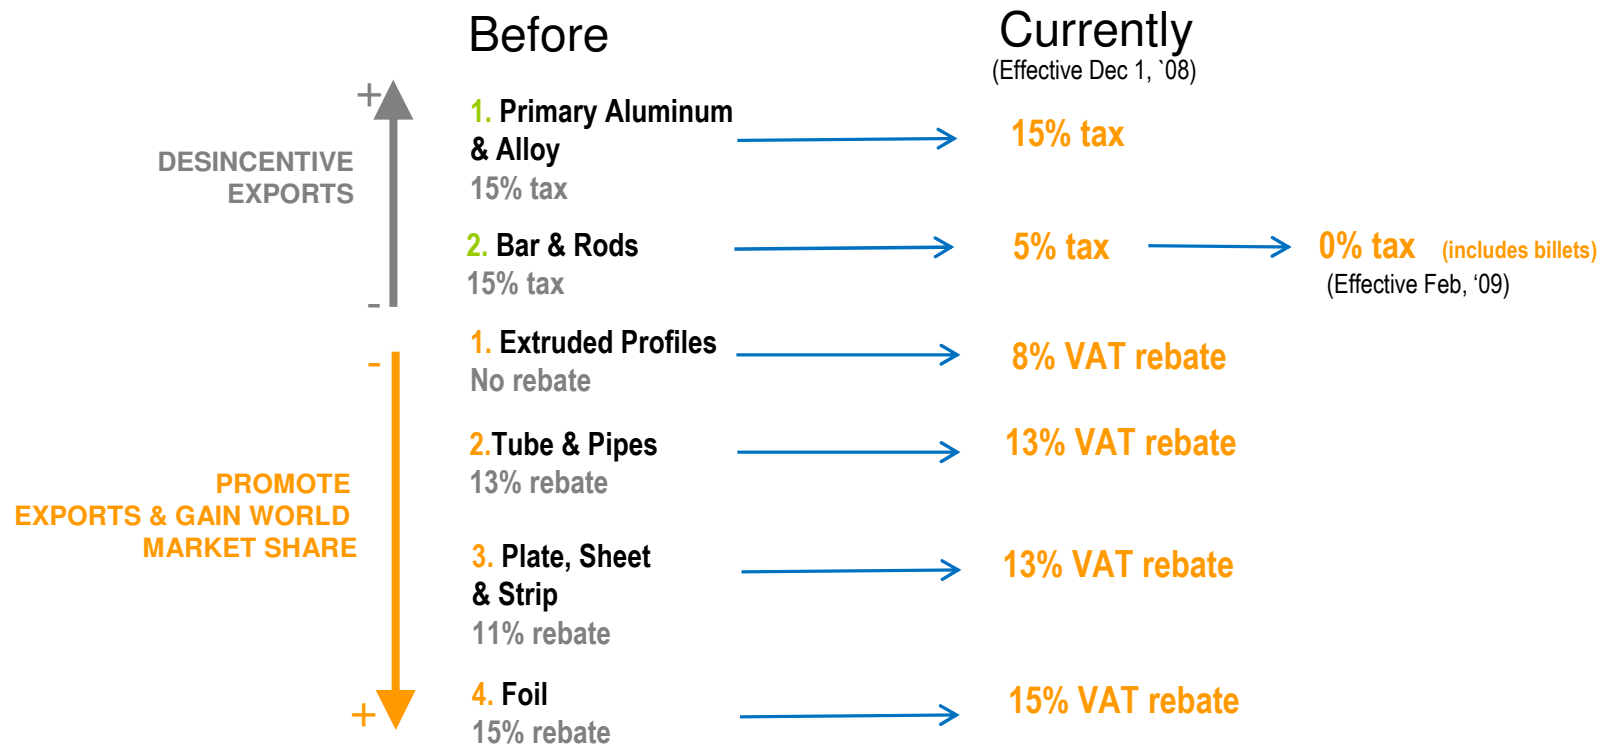 Before
Currently
(Effective Dec 1, `08)
+
DESINCENTIVE
EXPORTS
-
1. Primary Aluminum
& Alloy
15% tax
15% tax
2. Bar & Rods
15% tax
5% tax
0% tax (includes billets)
(Effective Feb, ‘09)
-
PROMOTE
EXPORTS & GAIN WORLD
MARKET SHARE
+
1. Extruded Profiles
No rebate
8% VAT rebate
2.Tube & Pipes
13% rebate
13% VAT rebate
3. Plate, Sheet
& Strip
11% rebate
13% VAT rebate
4. Foil
15% rebate
15% VAT rebate